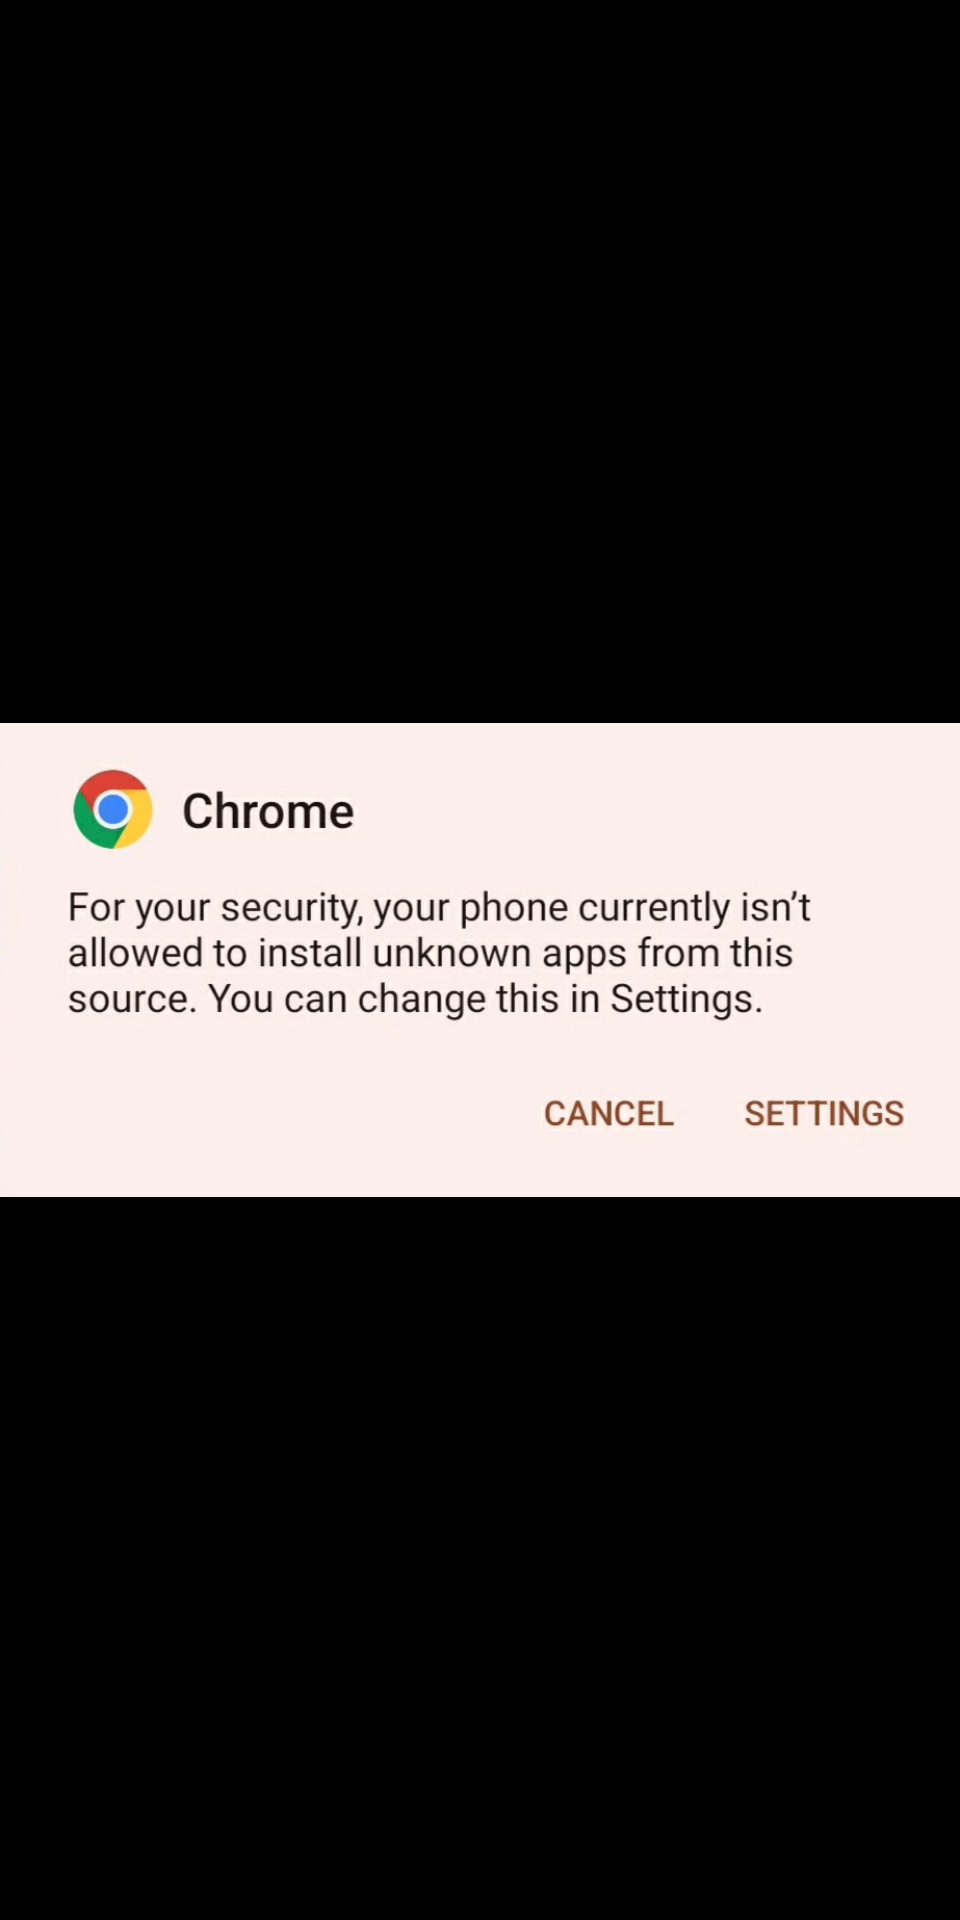 Chrome
For your security, your phone currently isn’t
allowed to install unknown apps from this
source. You can change this in Settings.
CANCEL SETTINGS